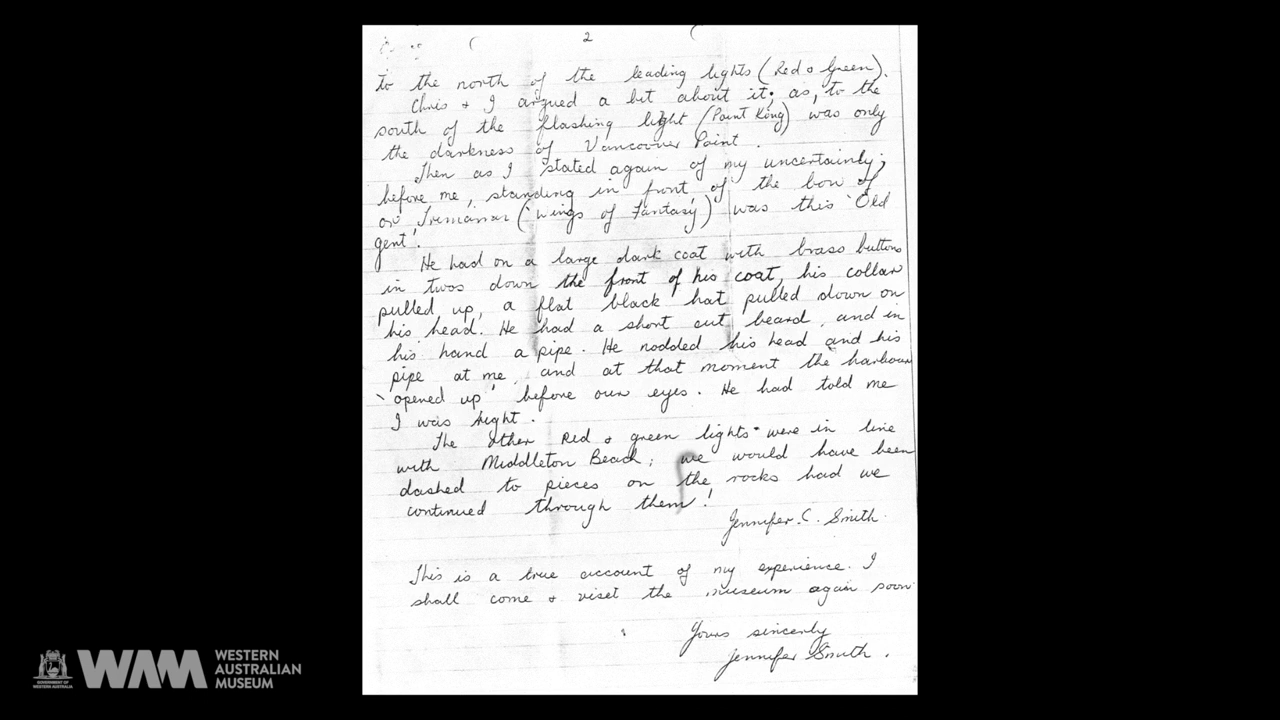 2
to the north of the leading lights (Red & Green).
Chris & I argued a bit about it; as, to the
south of the flashing light (Point King) was only
the darkness of Vancouver Point.
Then as I stated again of my uncertainly;
before me, standing in front of the bow of
our (Wings of Fantasy) was this 'Old
gent'.
He had on a large dark coat with brass buttons
in twos down the front of his coat, his collar
pulled up, a flat black hat pulled down on
his head. He had a short cut beard, and in
his hand a pipe. He nodded his head and his
pipe at me, and at that moment the harbour
'opened up' before our eyes. He had told me
I was right.
The other Red & green lights were in line
with Middleton Beach; we would have been
dashed to pieces on the rocks had we
continued through them!
Jennifer. C. Smith.
This is a true account of my experience. I
shall come & viset the museum again soon
Yours sincerly
Jennifer Smith.
GOVERNMENT OF
WESTERN AUSTRALIA
WAM
WESTERN
AUSTRALIAN
MUSEUM